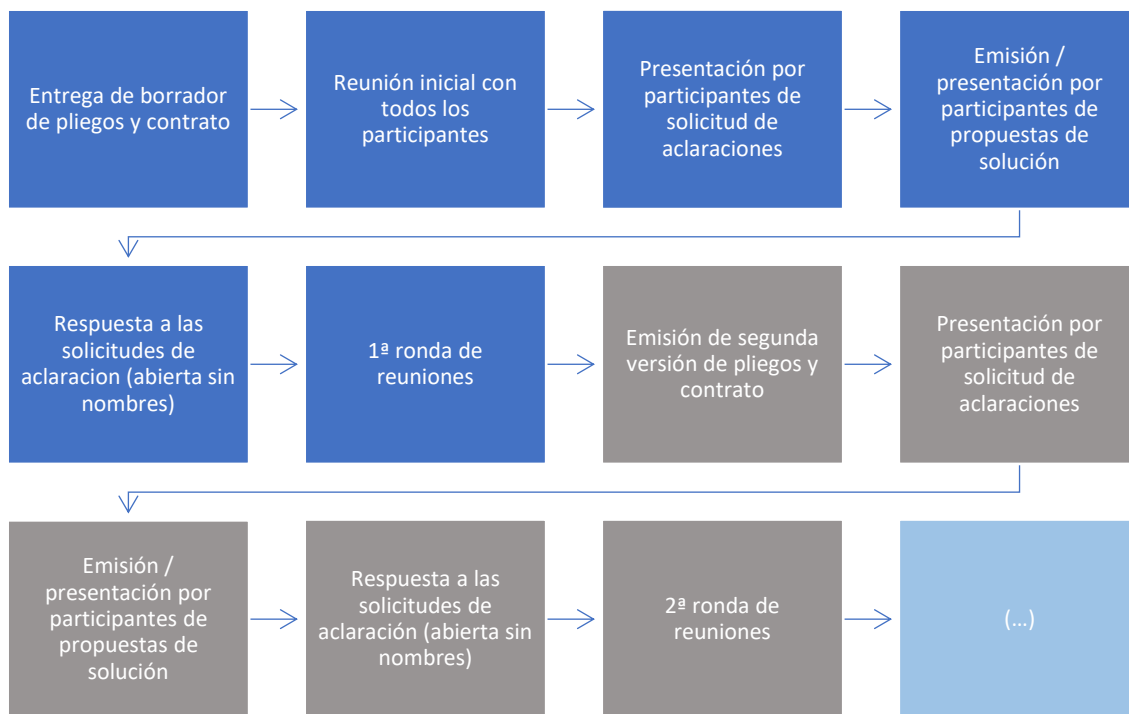 Entrega de borrador
de pliegos y contrato
Reunión inicial con
todos los
participantes
Presentación por
participantes de
solicitud de
aclaraciones
Emisión /
presentación por
participantes de
propuestas de
solución
Respuesta a las
solicitudes de
aclaracion (abierta sin
nombres)
1ª ronda de
reuniones
Emisión de segunda
versión de pliegos y
contrato
Presentación por
participantes de
solicitud de
aclaraciones
Emisión /
presentación por
participantes de
propuestas de
solución
Respuesta a las
solicitudes de
aclaración (abierta sin
nombres)
2ª ronda de
reuniones
(...)